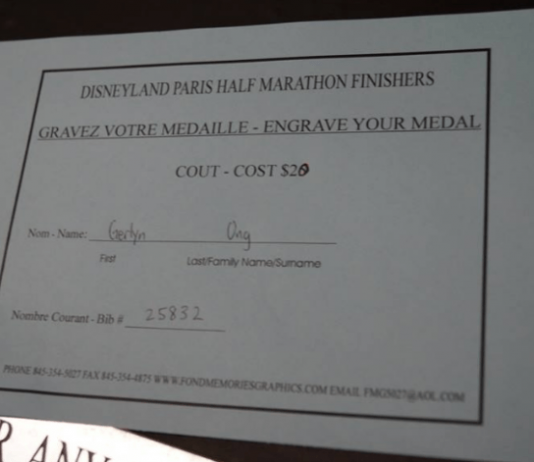 DISNEYLAND PARIS HALF MARATHON FINISHERS
GRAVEZ VOTRE MEDAILLE - ENGRAVE YOUR MEDAL
COUT - COST $20
Nom - Name: Gerlyn Ong
First Last/Family Name/Surname
Nombre Courant - Bib # 25832
PHONE 845-354-5027 FAX 845-354-4875 WWW.FONDMEMORIESGRAPHICS.COM EMAIL FMG5027@AOL.COM
R ANY